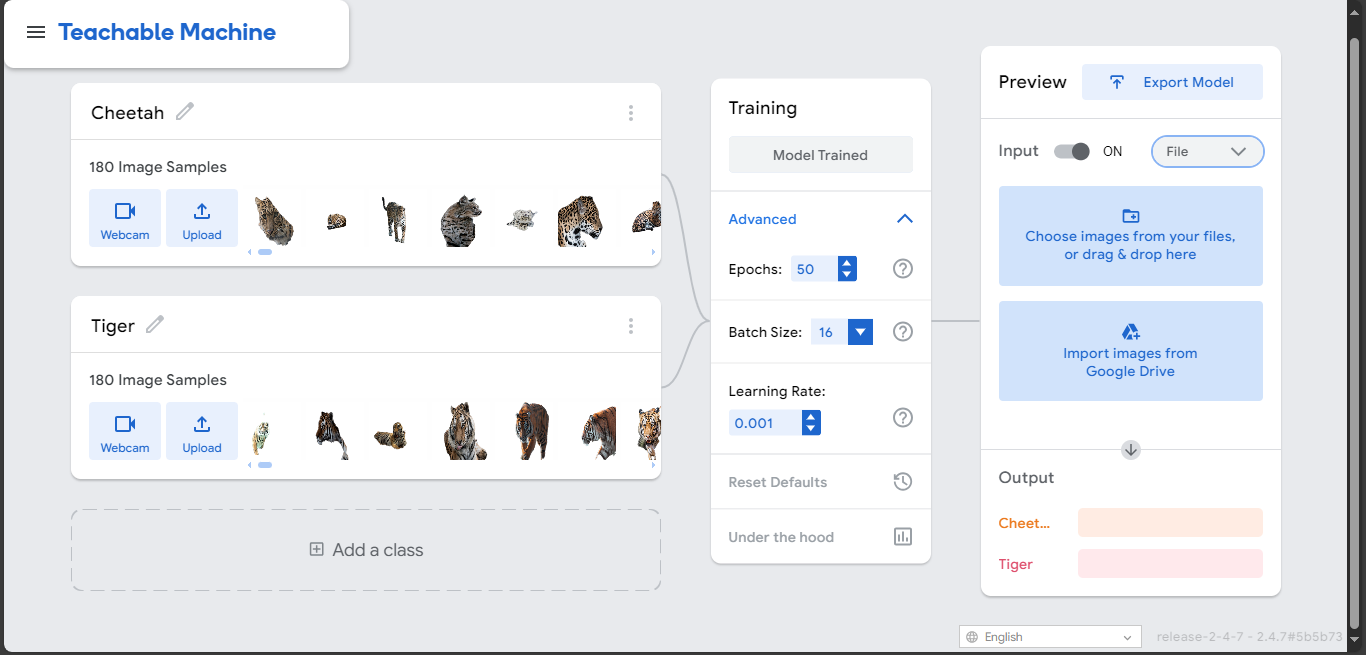 Teachable Machine
Cheetah
180 Image Samples
Webcam
Upload
Tiger
180 Image Samples
Webcam
Upload
Add a class
Training
Model Trained
Advanced
Epochs: 50
Batch Size: 16
Learning Rate:
0.001
Reset Defaults
Under the hood
Preview
Export Model
Input ON File
Choose images from your files,
or drag & drop here
Import images from
Google Drive
Output
Cheet...
Tiger
English
release-2-4-7 - 2.4.7#5b5b73